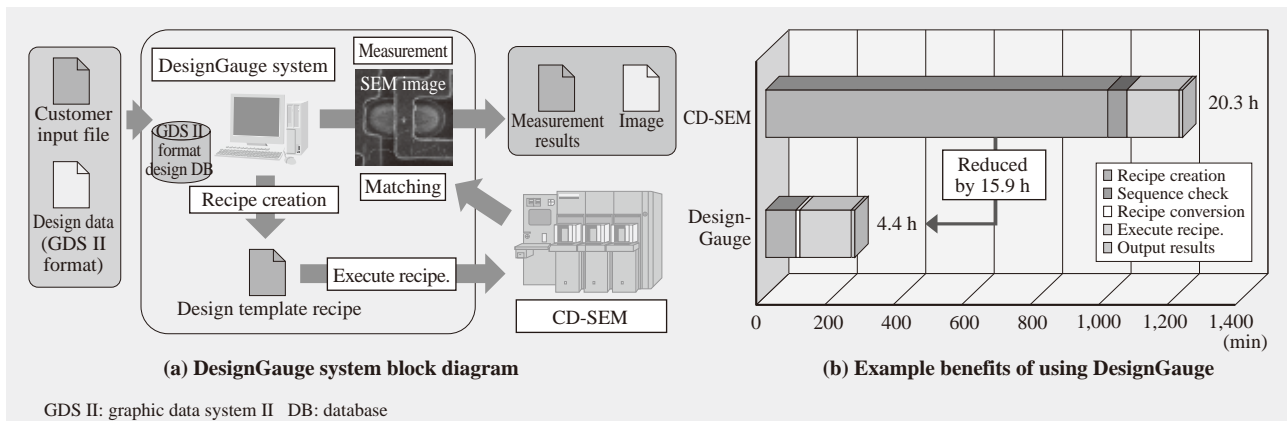 Customer
input file
Design data
(GDS II
format)
DesignGauge system
GDS II
format
design DB
Recipe creation
Design template recipe
Execute recipe.
Measurement
SEM image
Matching
Measurement
results
Image
CD-SEM
(a) DesignGauge system block diagram
CD-SEM
20.3 h
Reduced
by 15.9 h
Design-
Gauge
4.4 h
Recipe creation
Sequence check
Recipe conversion
Execute recipe.
Output results
0 200 400 600 800 1,000 1,200 1,400
(min)
(b) Example benefits of using DesignGauge
GDS II: graphic data system II DB: database